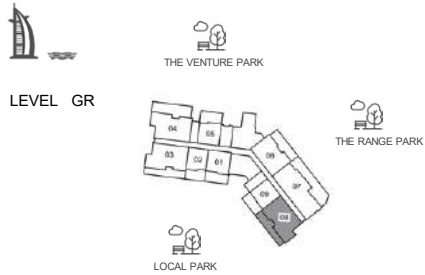 THE VENTURE PARK
LEVEL GR
THE RANGE PARK
04
05
03
02
01
06
07
09
08
LOCAL PARK